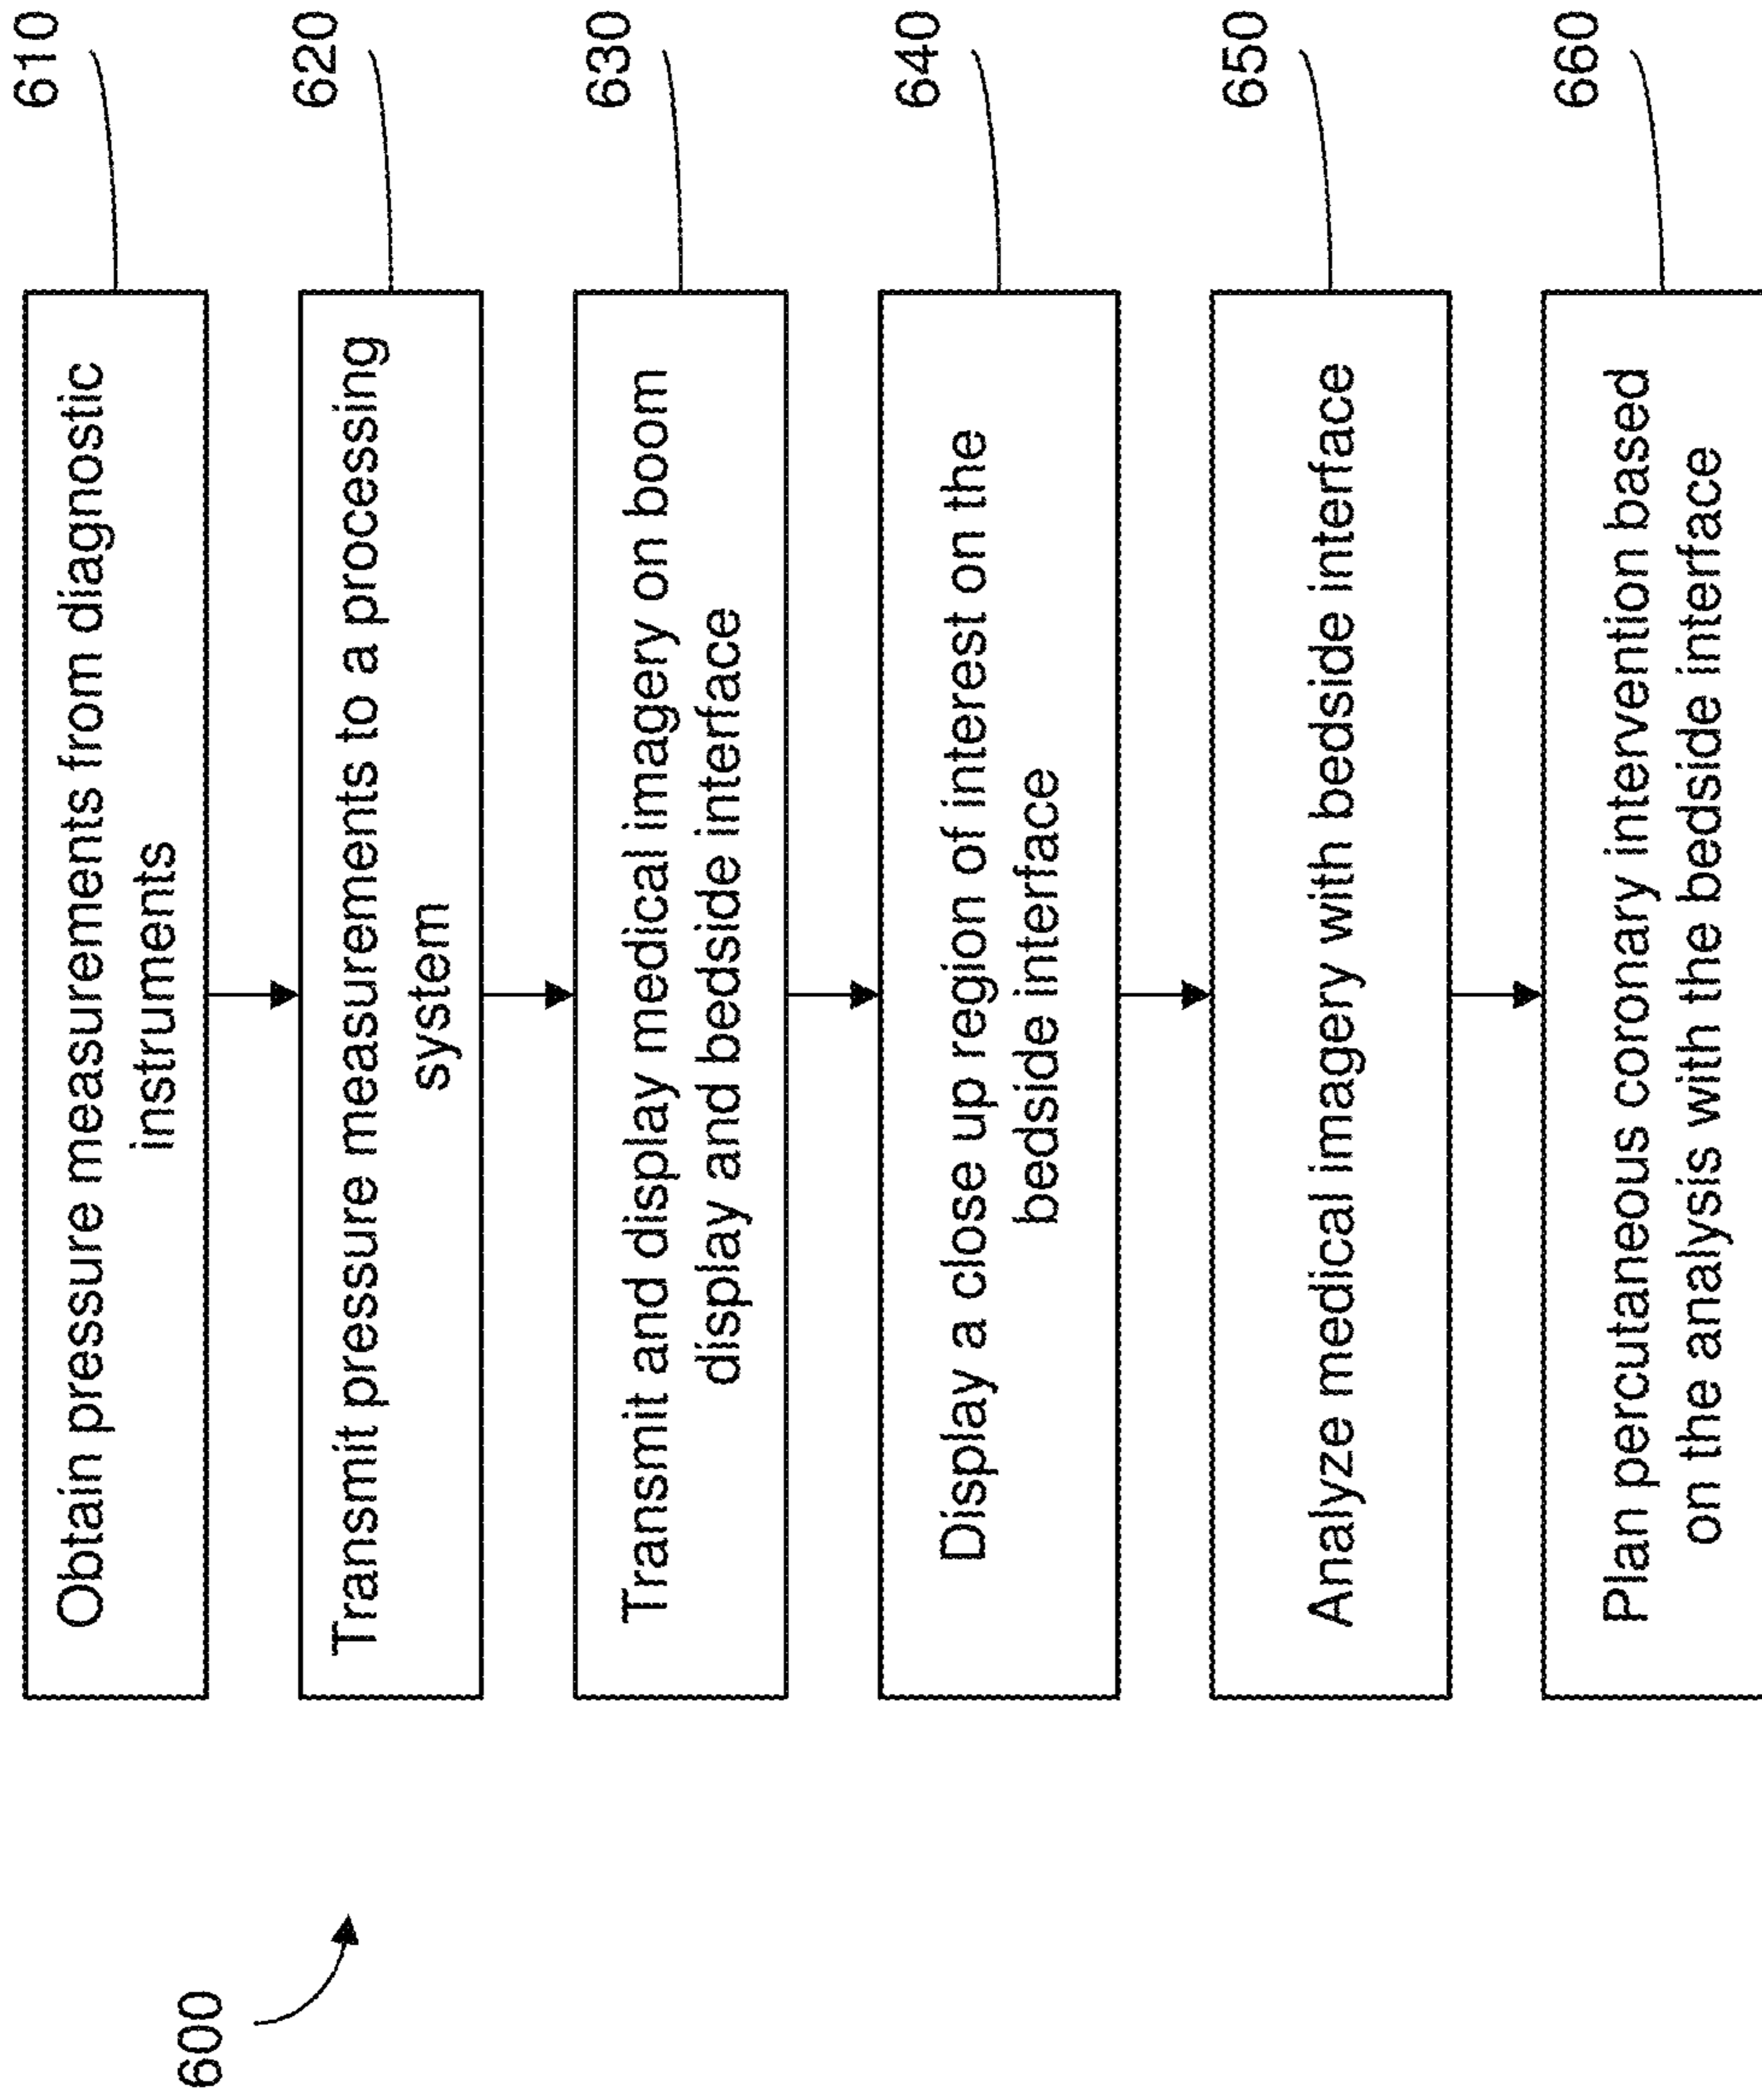 600
Obtain pressure measurements from diagnostic
instruments
610
Transmit pressure measurements to a processing
system
620
Transmit and display medical imagery on boom
display and bedside interface
630
Display a close up region of interest on the
bedside interface
640
Analyze medical imagery with bedside interface
650
Plan percutaneous coronary intervention based
on the analysis with the bedside interface
660